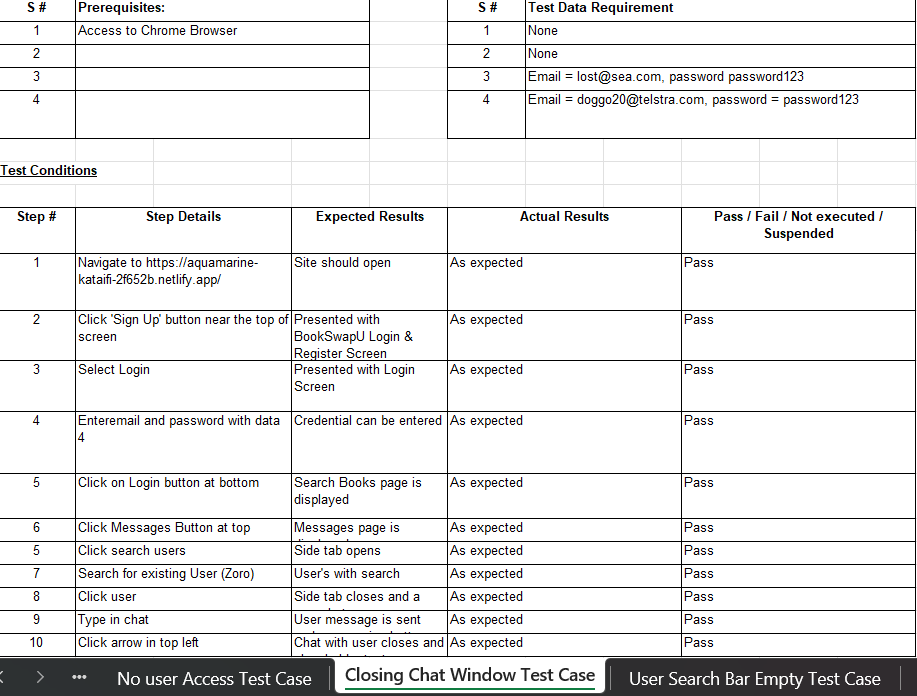 S # Prerequisites: S # Test Data Requirement
1 Access to Chrome Browser 1 None
2 2 None
3 3 Email = lost@sea.com, password password123
4 4 Email = doggo20@telstra.com, password = password123
Test Conditions
Step # Step Details Expected Results Actual Results Pass / Fail / Not executed /
Suspended
1 Navigate to https://aquamarine- Site should open As expected Pass
kataifi-2f652b.netlify.app/
2 Click 'Sign Up' button near the top of Presented with As expected Pass
screen BookSwapU Login &
Register Screen
3 Select Login Presented with Login As expected Pass
Screen
4 Enteremail and password with data Credential can be entered As expected Pass
4
5 Click on Login button at bottom Search Books page is As expected Pass
displayed
6 Click Messages Button at top Messages page is As expected Pass
5 Click search users Side tab opens As expected Pass
7 Search for existing User (Zoro) User's with search As expected Pass
8 Click user Side tab closes and a As expected Pass
9 Type in chat User message is sent As expected Pass
10 Click arrow in top left Chat with user closes and As expected Pass
No user Access Test Case Closing Chat Window Test Case User Search Bar Empty Test Case